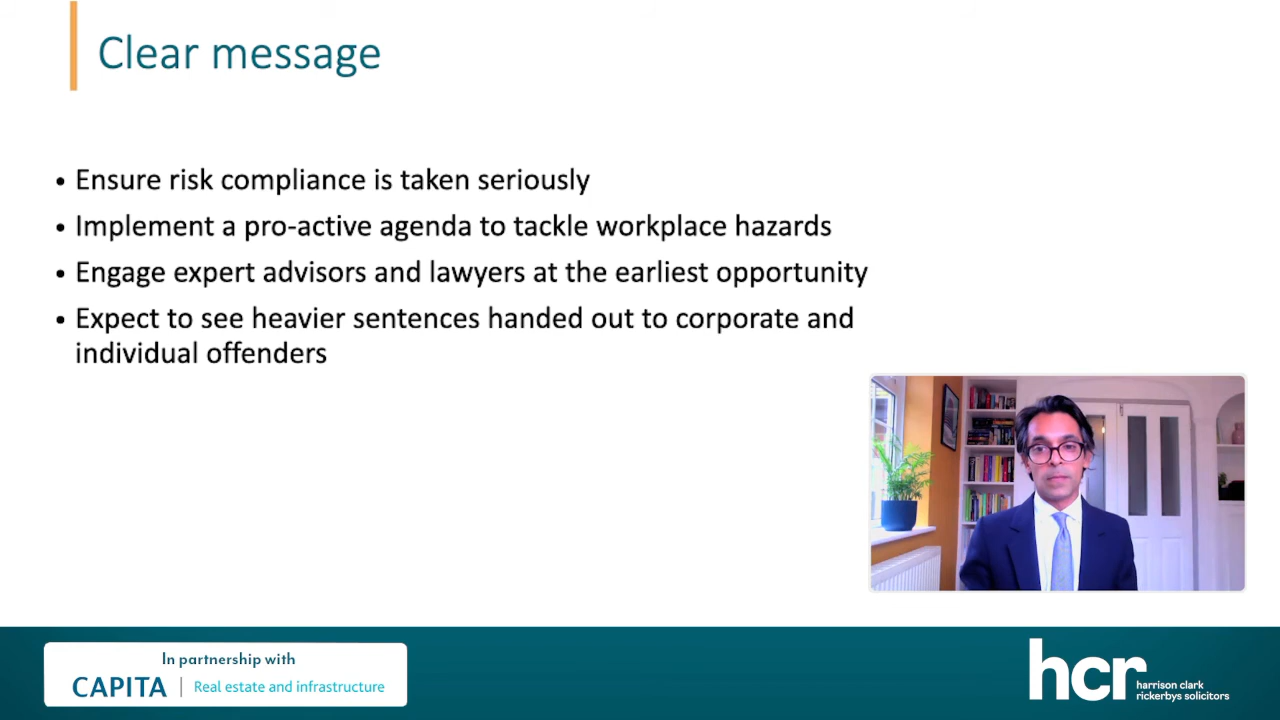 Clear message
• Ensure risk compliance is taken seriously
• Implement a pro-active agenda to tackle workplace hazards
• Engage expert advisors and lawyers at the earliest opportunity
• Expect to see heavier sentences handed out to corporate and
individual offenders
In partnership with
CAPITA | Real estate and infrastructure
hcr harrison clark
rickerbys solicitors